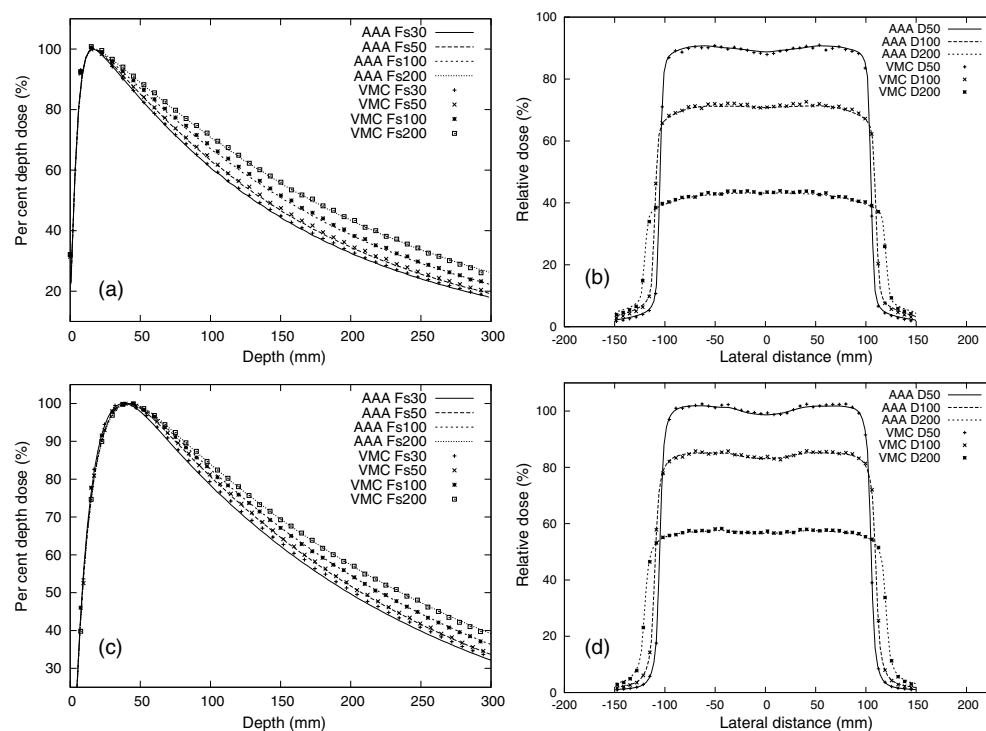 (a)
Per cent depth dose (%)
100
80
60
40
20
0 50 100 150 200 250 300
Depth (mm)
AAA Fs30
AAA Fs50
AAA Fs100
AAA Fs200
VMC Fs30
VMC Fs50
VMC Fs100
VMC Fs200
(b)
Relative dose (%)
100
80
60
40
20
0
-200 -150 -100 -50 0 50 100 150 200
Lateral distance (mm)
AAA D50
AAA D100
AAA D200
VMC D50
VMC D100
VMC D200
(c)
Per cent depth dose (%)
100
90
80
70
60
50
40
30
0 50 100 150 200 250 300
Depth (mm)
AAA Fs30
AAA Fs50
AAA Fs100
AAA Fs200
VMC Fs30
VMC Fs50
VMC Fs100
VMC Fs200
(d)
Relative dose (%)
100
80
60
40
20
0
-200 -150 -100 -50 0 50 100 150 200
Lateral distance (mm)
AAA D50
AAA D100
AAA D200
VMC D50
VMC D100
VMC D200